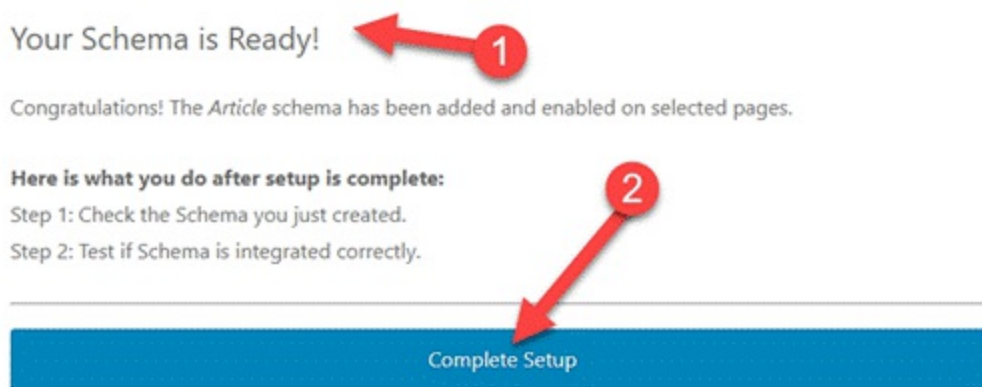 Your Schema is Ready!
1
Congratulations! The Article schema has been added and enabled on selected pages.
Here is what you do after setup is complete:
2
Step 1: Check the Schema you just created.
Step 2: Test if Schema is integrated correctly.
Complete Setup